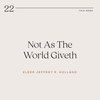 22
Not As The
World Giveth
ELDER JEFFREY R. HOLLAND